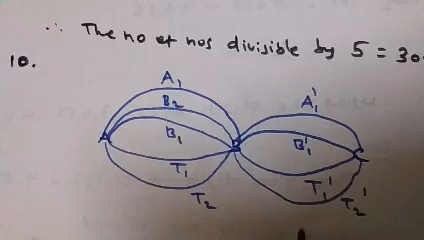 ∴ The no of nos divisible by 5 = 30
10.
A1
B2
A1'
A
B1
B
B1'
C
T1
T1'
T2
T2'